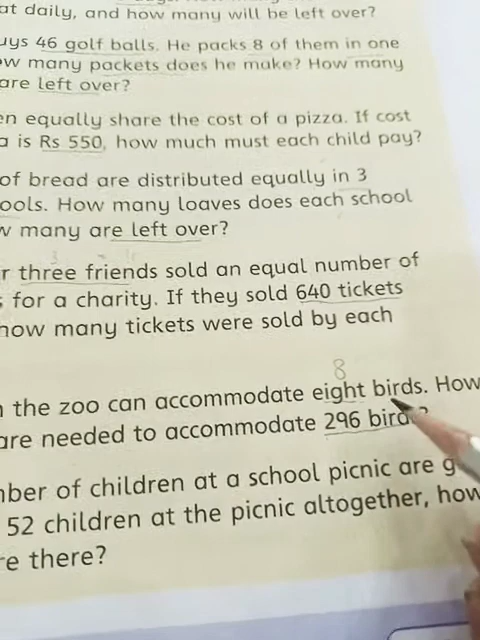 at daily, and how many will be left over?
uys 46 golf balls. He packs 8 of them in one
ow many packets does he make? How many
are left over?
en equally share the cost of a pizza. If cost
a is Rs 550, how much must each child pay?
of bread are distributed equally in 3
ools. How many loaves does each school
w many are left over?
r three friends sold an equal number of
s for a charity. If they sold 640 tickets
how many tickets were sold by each
8
n the zoo can accommodate eight birds. How
are needed to accommodate 296 bird ?
nber of children at a school picnic are g
52 children at the picnic altogether, how
re there?